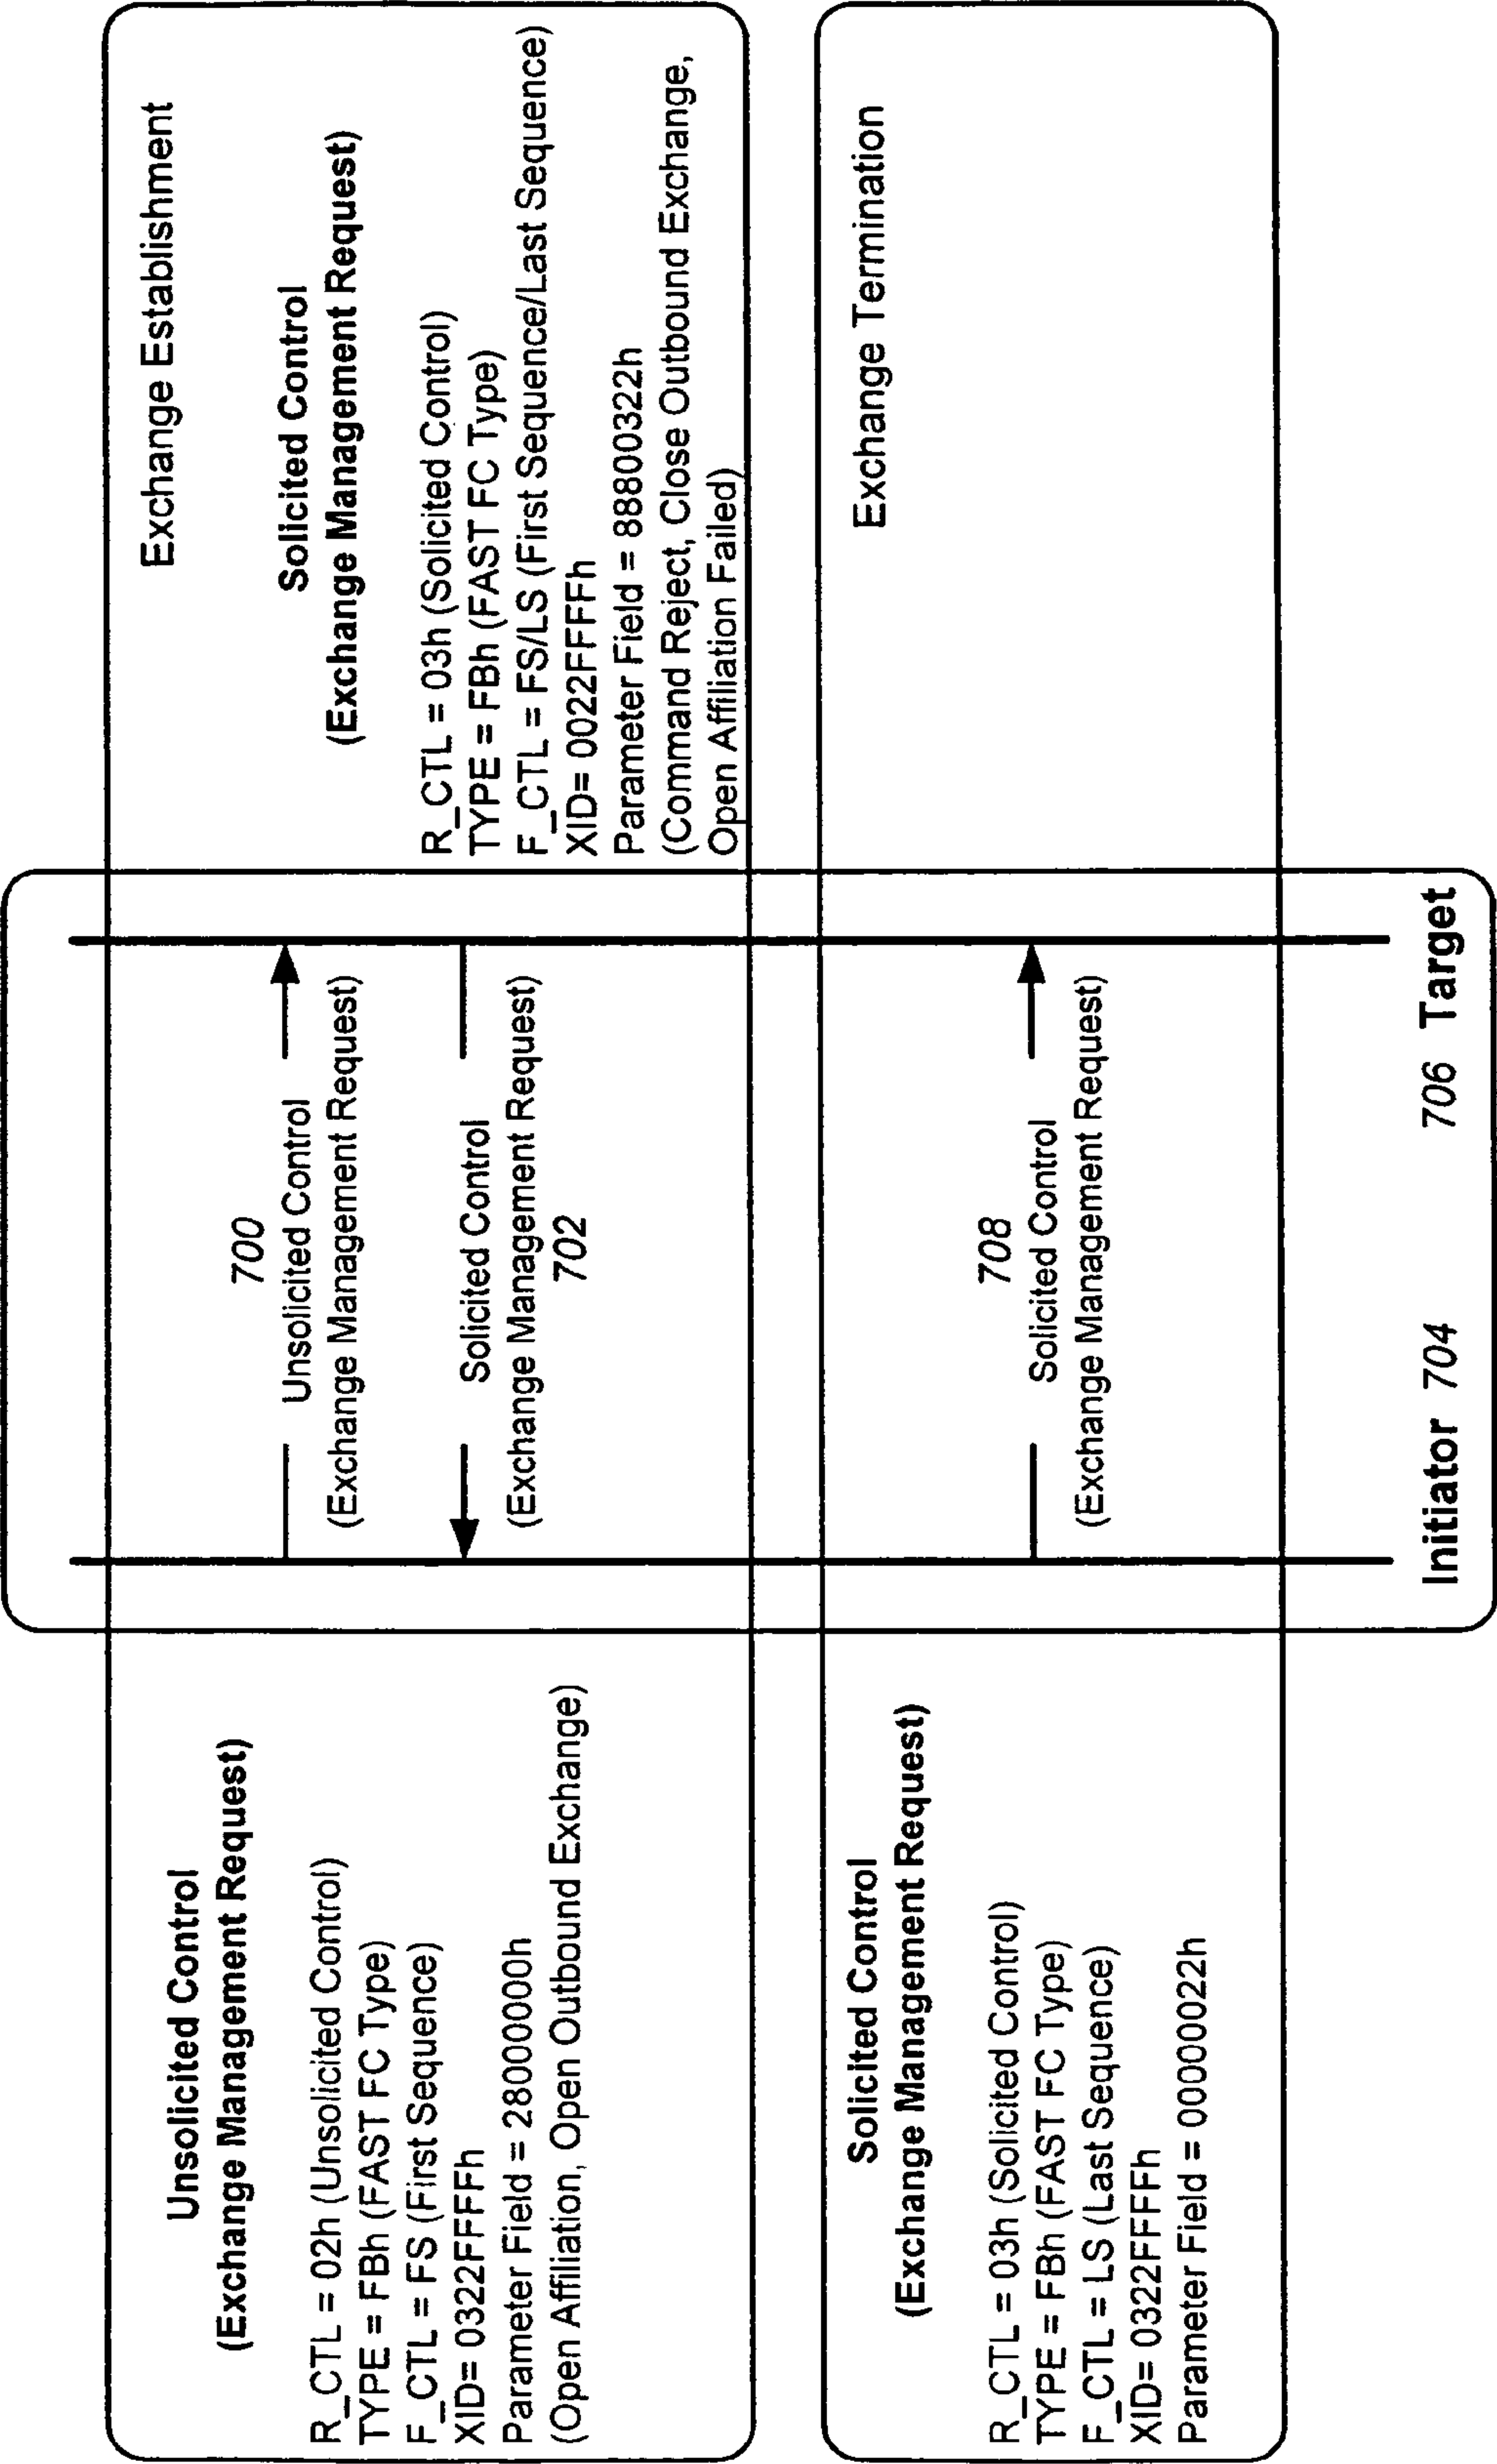 Unsolicited Control
(Exchange Management Request)
R_CTL = 02h (Unsolicited Control)
TYPE = FBh (FAST FC Type)
F_CTL = FS (First Sequence)
XID= 0322FFFFh
Parameter Field = 28000000h
(Open Affiliation, Open Outbound Exchange)
700
Unsolicited Control
(Exchange Management Request)
Solicited Control
(Exchange Management Request)
702
Exchange Establishment
Solicited Control
(Exchange Management Request)
R_CTL = 03h (Solicited Control)
TYPE = FBh (FAST FC Type)
F_CTL = FS/LS (First Sequence/Last Sequence)
XID= 0022FFFFh
Parameter Field = 88800322h
(Command Reject, Close Outbound Exchange,
Open Affiliation Failed)
Solicited Control
(Exchange Management Request)
R_CTL = 03h (Solicited Control)
TYPE = FBh (FAST FC Type)
F_CTL = LS (Last Sequence)
XID= 0322FFFFh
Parameter Field = 00000022h
708
Solicited Control
(Exchange Management Request)
Exchange Termination
Initiator 704
706 Target